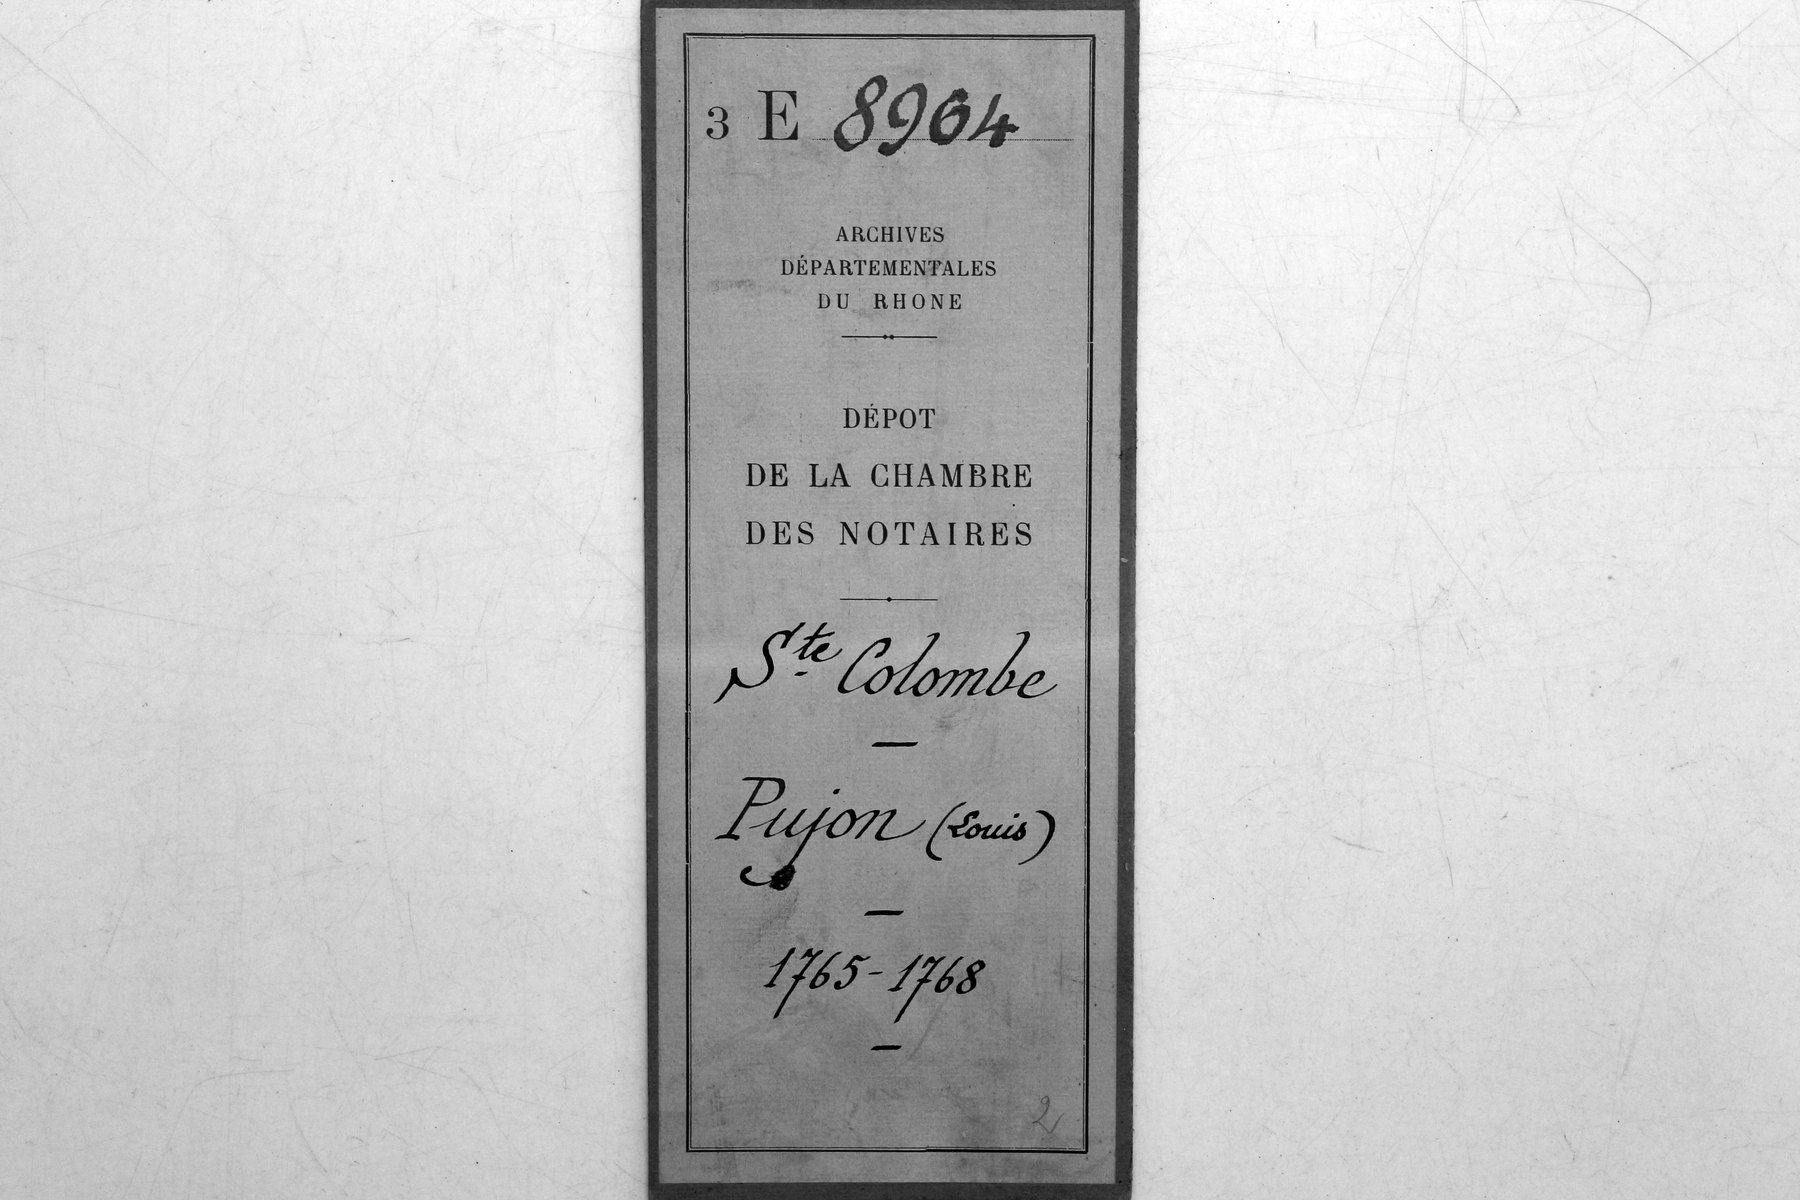 3 E 8964
ARCHIVES
DÉPARTEMENTALES
DU RHONE
DÉPOT
DE LA CHAMBRE
DES NOTAIRES
Ste Colombe
—
Pujon (Louis)
—
1765-1768
—
2